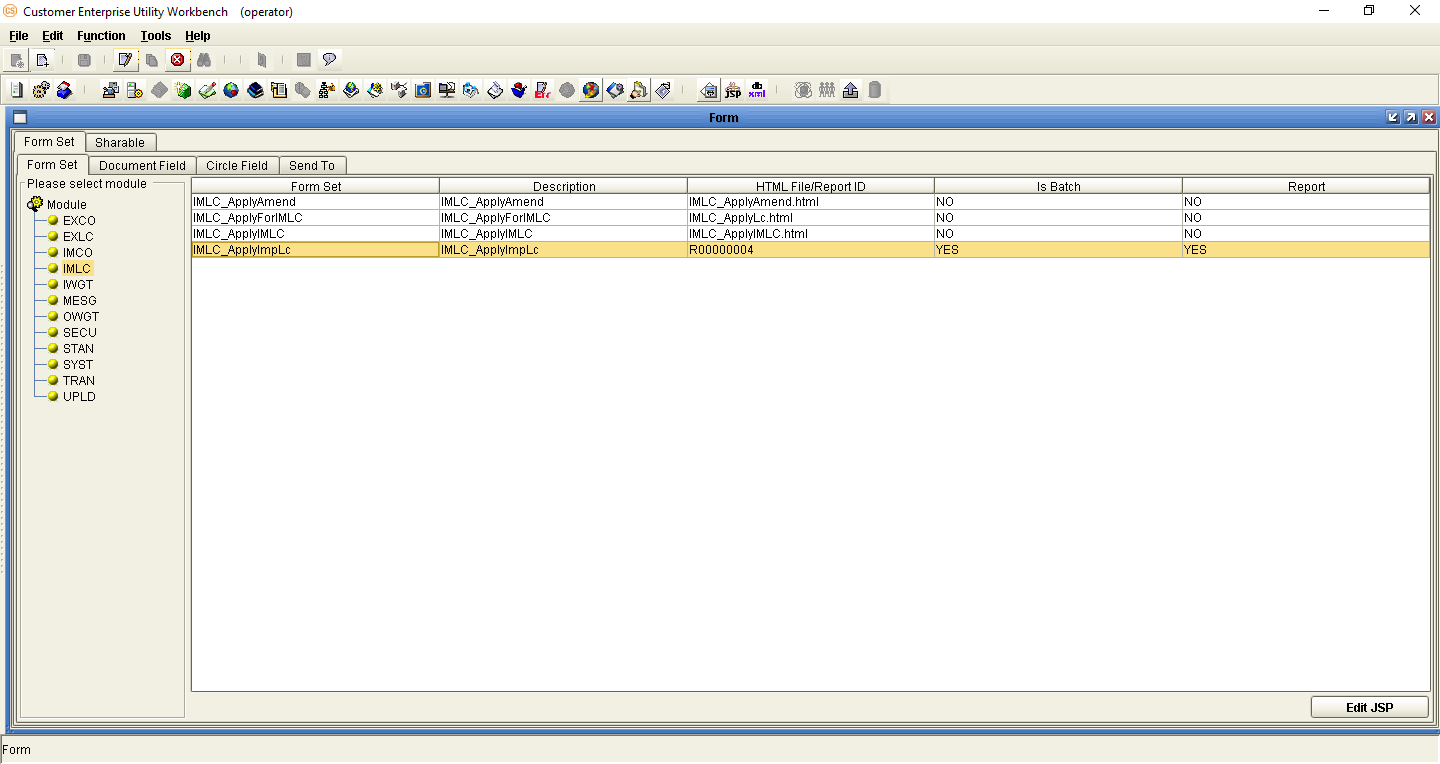 CS Customer Enterprise Utility Workbench (operator)
File Edit Function Tools Help
jsp xml
Form
Form Set Sharable
Form Set Document Field Circle Field Send To
Please select module
Module
EXCO
EXLC
IMCO
IMLC
IWGT
MESG
OWGT
SECU
STAN
SYST
TRAN
UPLD
Form Set Description HTML File/Report ID Is Batch Report
IMLC_ApplyAmend IMLC_ApplyAmend IMLC_ApplyAmend.html NO NO
IMLC_ApplyForIMLC IMLC_ApplyForIMLC IMLC_ApplyLc.html NO NO
IMLC_ApplyIMLC IMLC_ApplyIMLC IMLC_ApplyIMLC.html NO NO
IMLC_ApplyImpLc IMLC_ApplyImpLc R00000004 YES YES
Edit JSP
Form